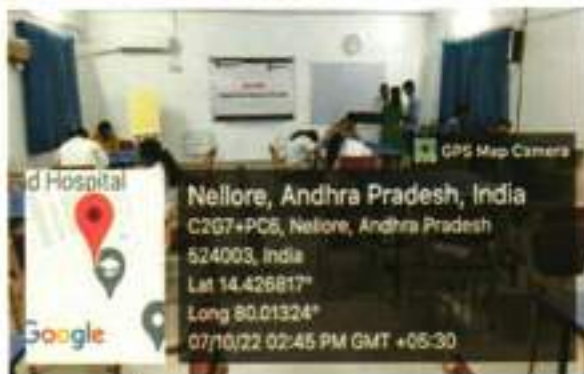 GPS Map Camera
d Hospital
Google
Nellore, Andhra Pradesh, India
C2G7+PC6, Nellore, Andhra Pradesh
524003, India
Lat 14.426817°
Long 80.01324°
07/10/22 02:45 PM GMT +05:30